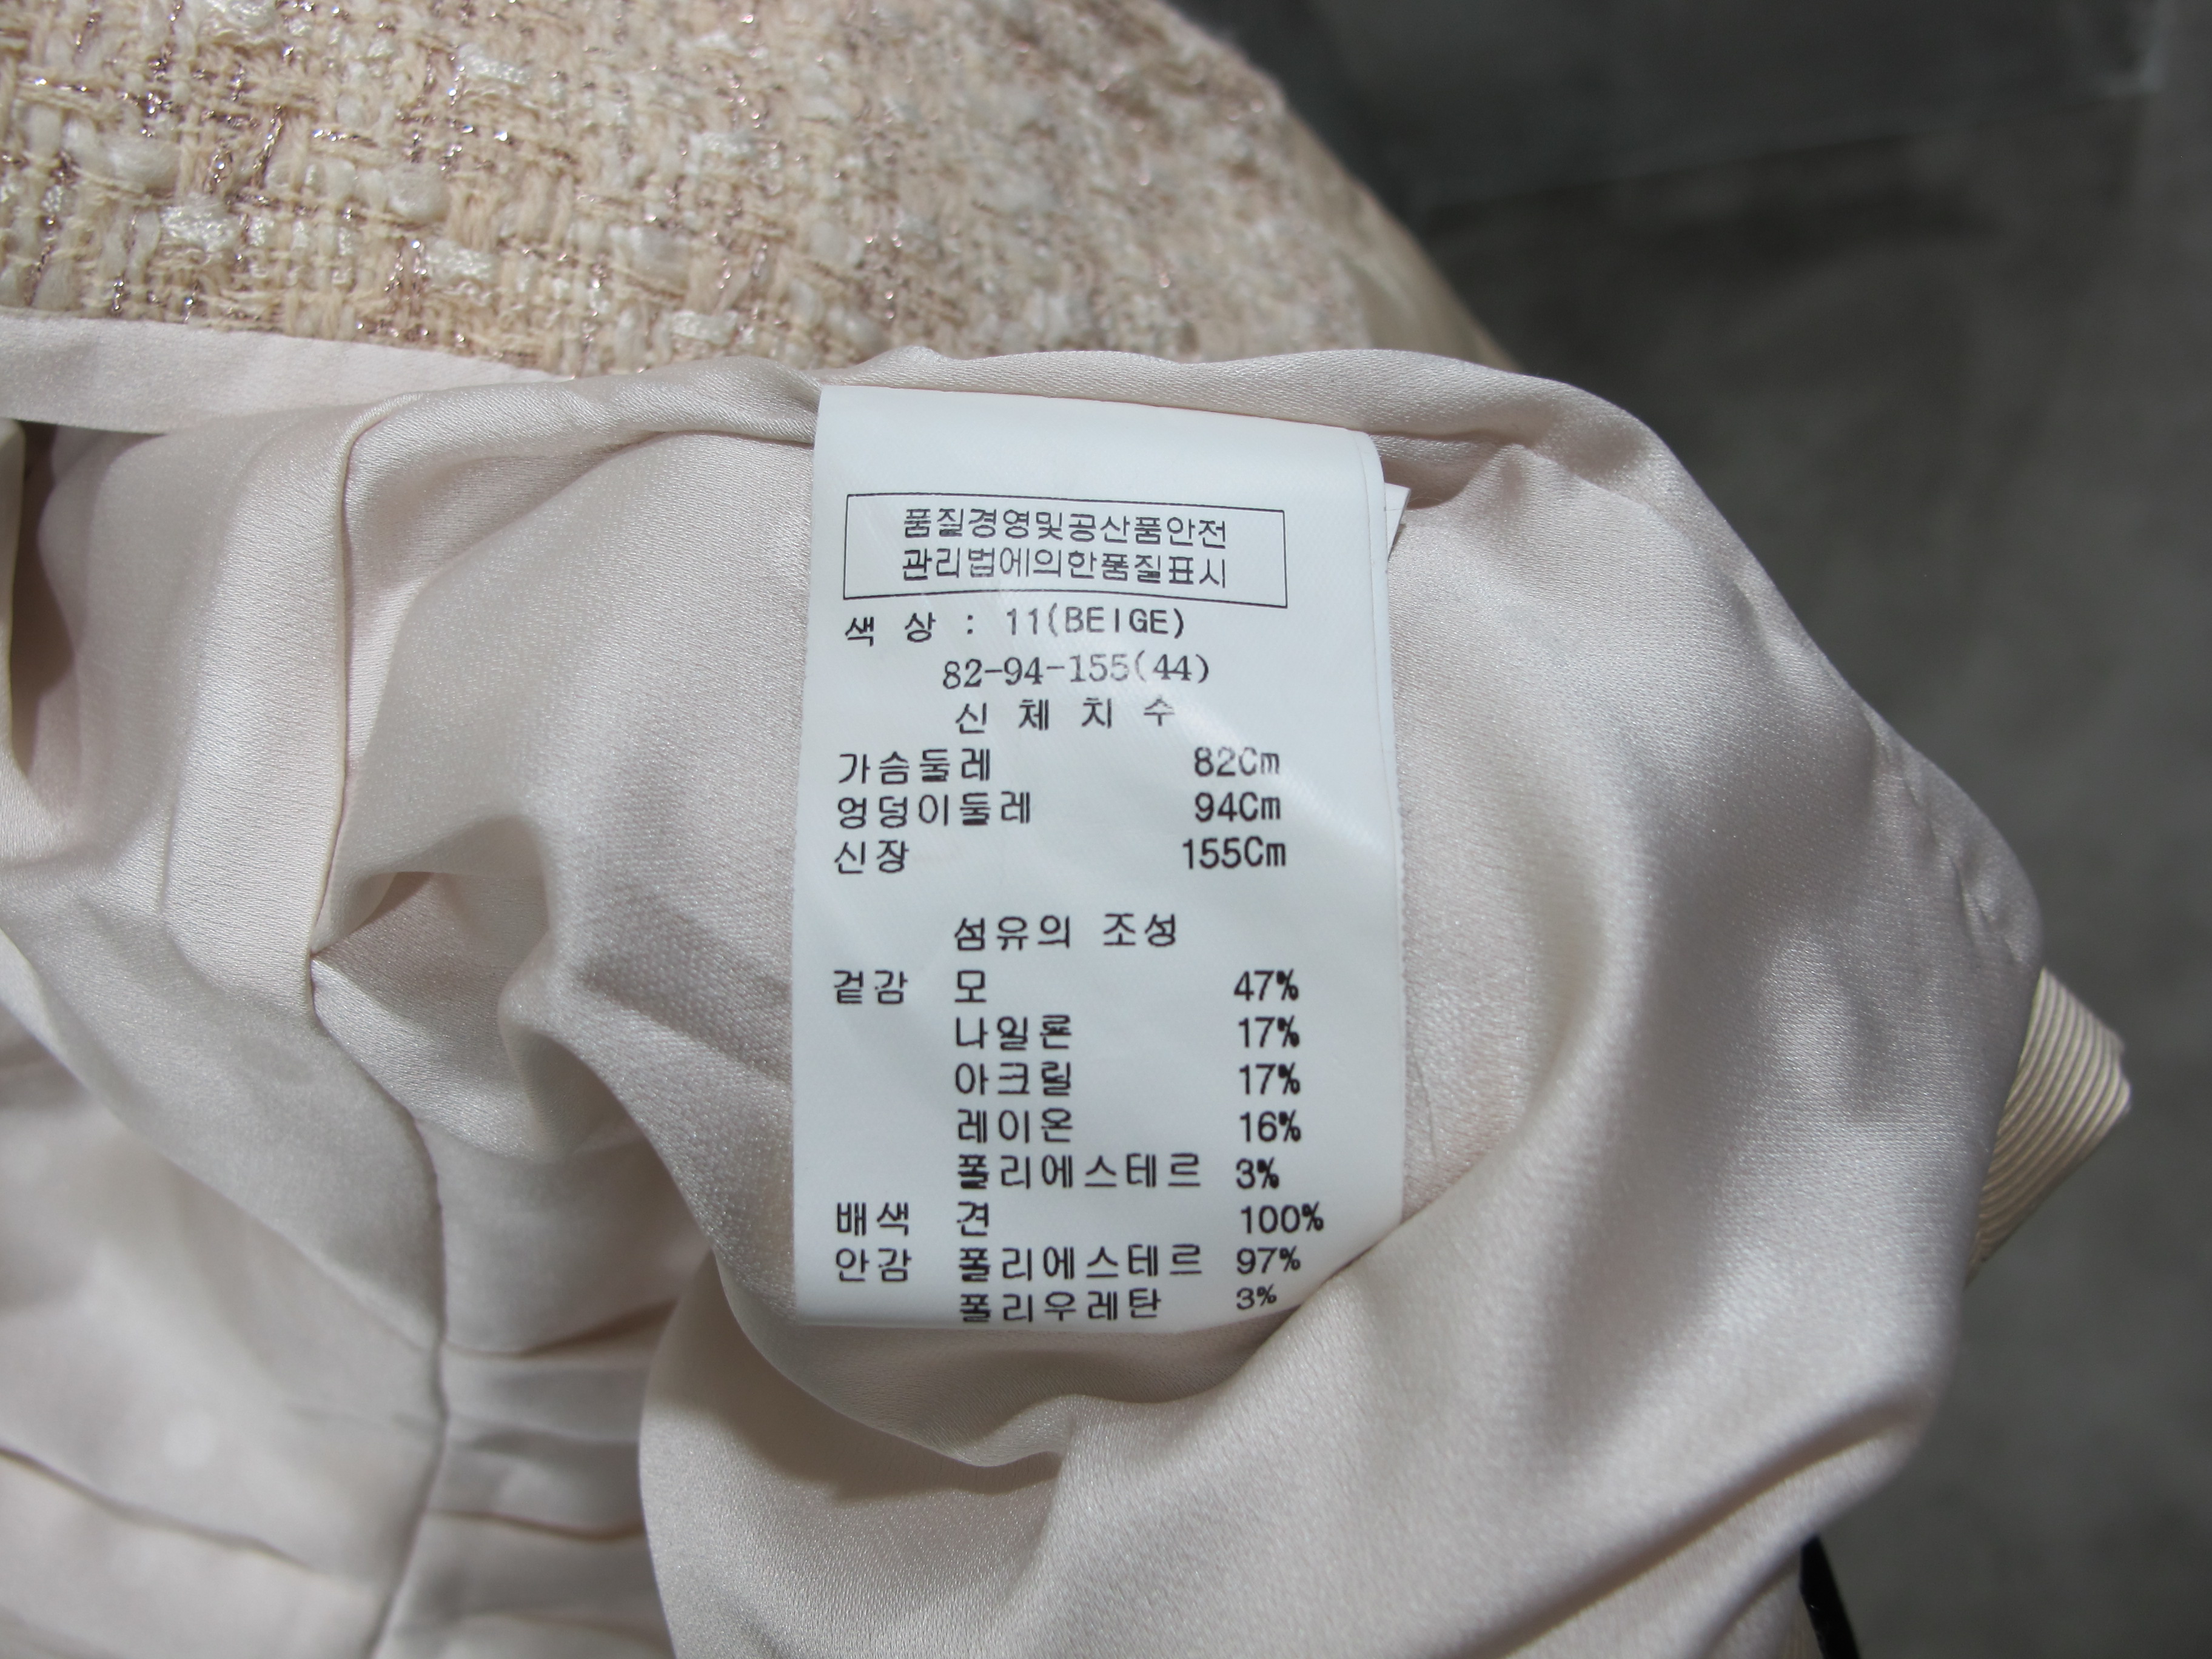 품질경영및공산품안전
관리법에의한품질표시
색 상 : 11(BEIGE)
82-94-155(44)
신 체 치 수
가슴둘레 82Cm
엉덩이둘레 94Cm
신장 155Cm
섬유의 조성
겉감 모 47%
나일론 17%
아크릴 17%
레이온 16%
폴리에스테르 3%
배색 견 100%
안감 폴리에스테르 97%
폴리우레탄 3%